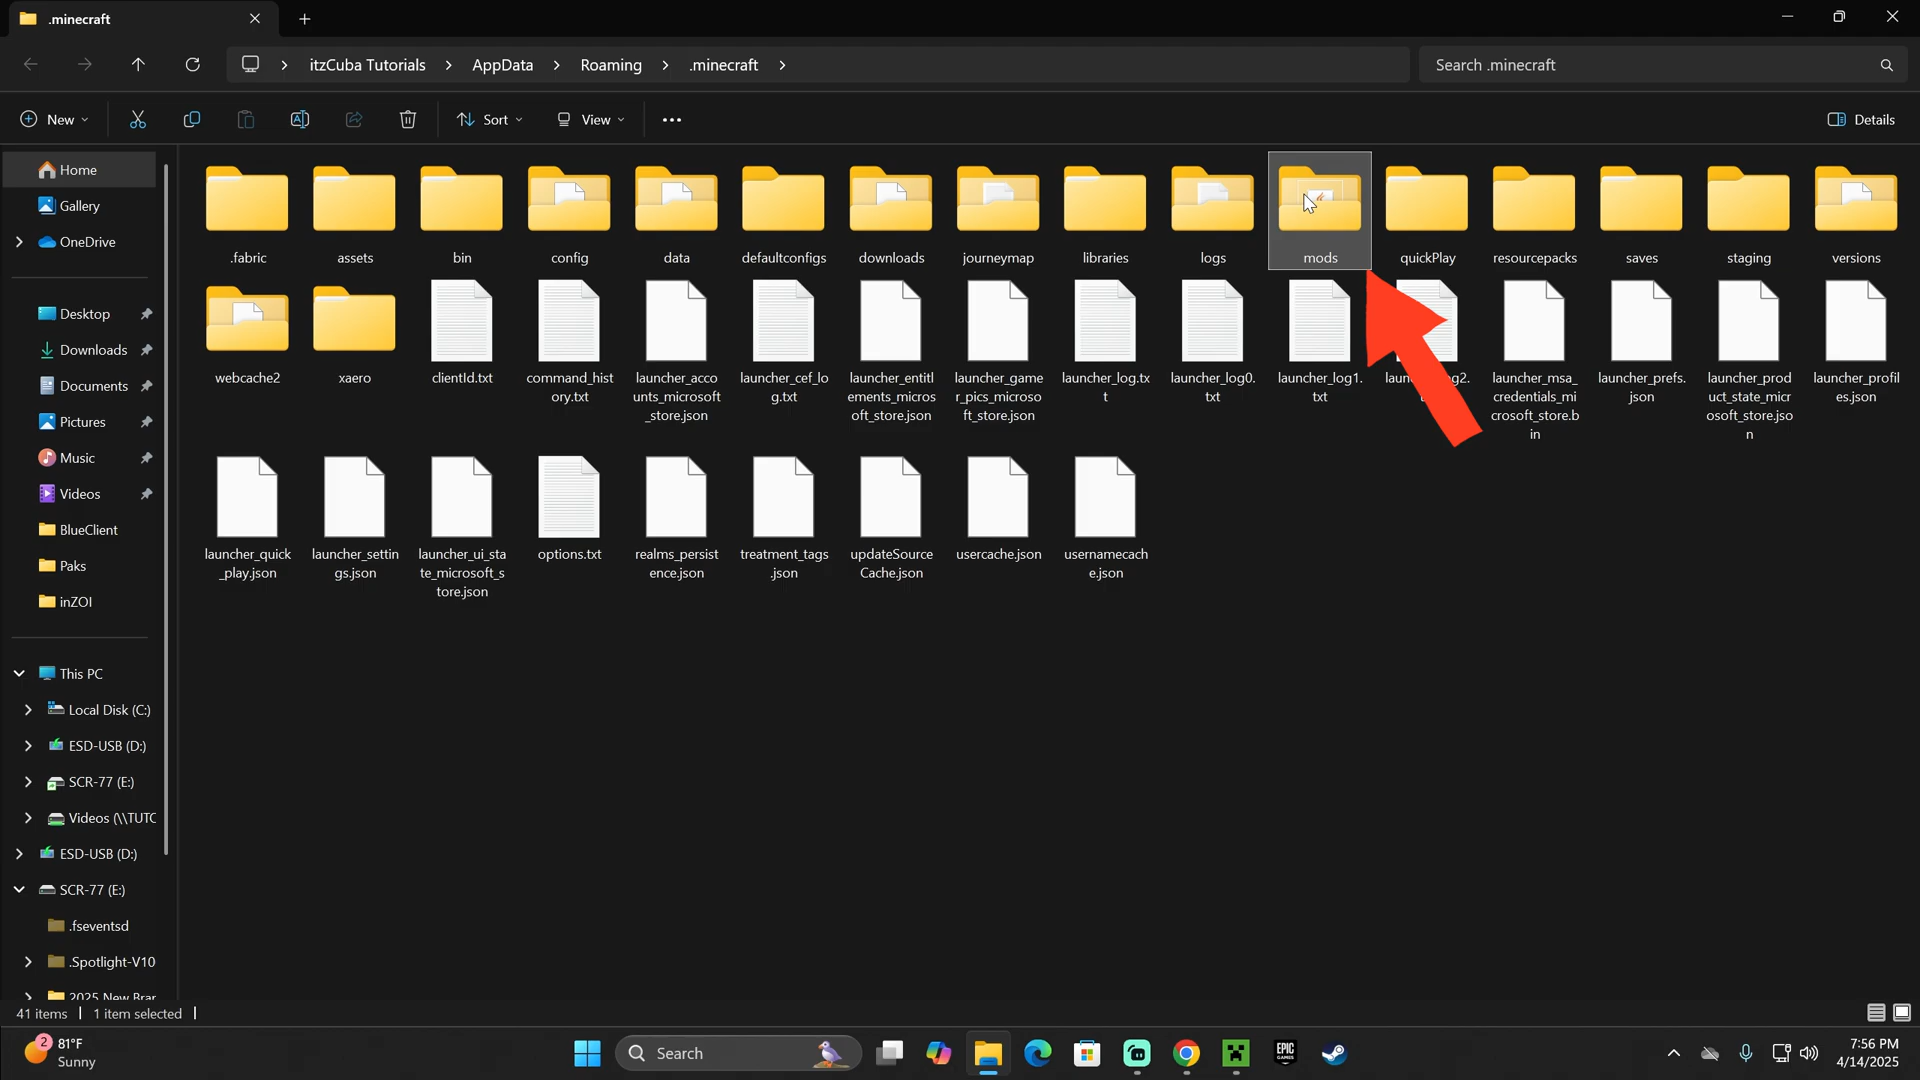 .minecraft
itzCuba Tutorials
AppData
Roaming
.minecraft
Search .minecraft
New
Sort
View
Details
Home
Gallery
OneDrive
Desktop
Downloads
Documents
Pictures
Music
Videos
BlueClient
Paks
inZOI
This PC
Local Disk (C:)
ESD-USB (D:)
SCR-77 (E:)
Videos (\\TUTC
ESD-USB (D:)
SCR-77 (E:)
.fseventsd
.Spotlight-V10
2025 New Brar
.fabric
assets
bin
config
data
defaultconfigs
downloads
journeymap
libraries
logs
mods
quickPlay
resourcepacks
saves
staging
versions
webcache2
xaero
clientId.txt
command_hist
ory.txt
launcher_acco
unts_microsoft
_store.json
launcher_cef_lo
g.txt
launcher_entitl
ements_micros
oft_store.json
launcher_game
r_pics_microso
ft_store.json
launcher_log.tx
t
launcher_log0.
txt
launcher_log1.
txt
launcher_msa_
credentials_mi
crosoft_store.b
in
launcher_prefs.
json
launcher_prod
uct_state_micr
osoft_store.jso
n
launcher_profil
es.json
launcher_quick
_play.json
launcher_settin
gs.json
launcher_ui_sta
te_microsoft_s
tore.json
options.txt
realms_persist
ence.json
treatment_tags
.json
updateSource
Cache.json
usercache.json
usernamecach
e.json
41 items
1 item selected
2
81°F
Sunny
Search
EPIC
GAMES
7:56 PM
4/14/2025